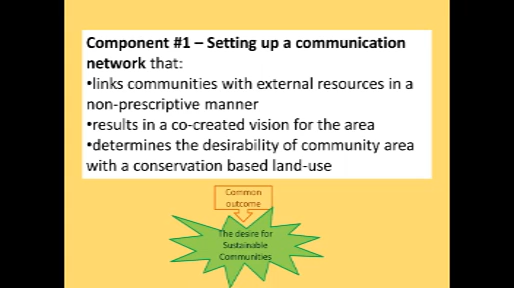 Component #1 – Setting up a communication
network that:
•links communities with external resources in a
non-prescriptive manner
•results in a co-created vision for the area
•determines the desirability of community area
with a conservation based land-use
Common
outcome
The desire for
Sustainable
Communities